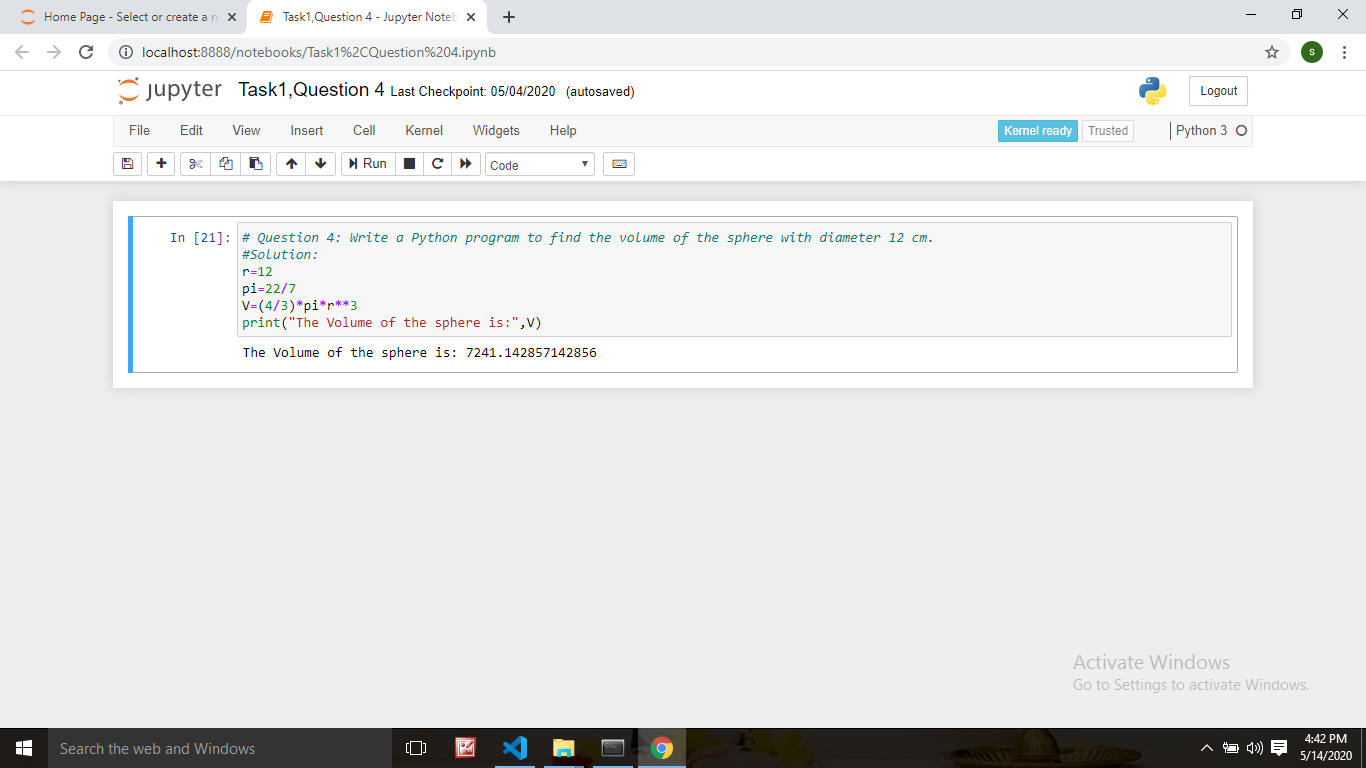 Home Page - Select or create a n
Task1,Question 4 - Jupyter Noteb
localhost:8888/notebooks/Task1%2CQuestion%204.ipynb
S
jupyter Task1,Question 4 Last Checkpoint: 05/04/2020 (autosaved)
Logout
File Edit View Insert Cell Kernel Widgets Help
Kernel ready Trusted Python 3
Run Code
In [21]: # Question 4: Write a Python program to find the volume of the sphere with diameter 12 cm.
#Solution:
r=12
pi=22/7
V=(4/3)*pi*r**3
print("The Volume of the sphere is:",V)
The Volume of the sphere is: 7241.142857142856
Activate Windows
Go to Settings to activate Windows.
Search the web and Windows
4:42 PM
5/14/2020